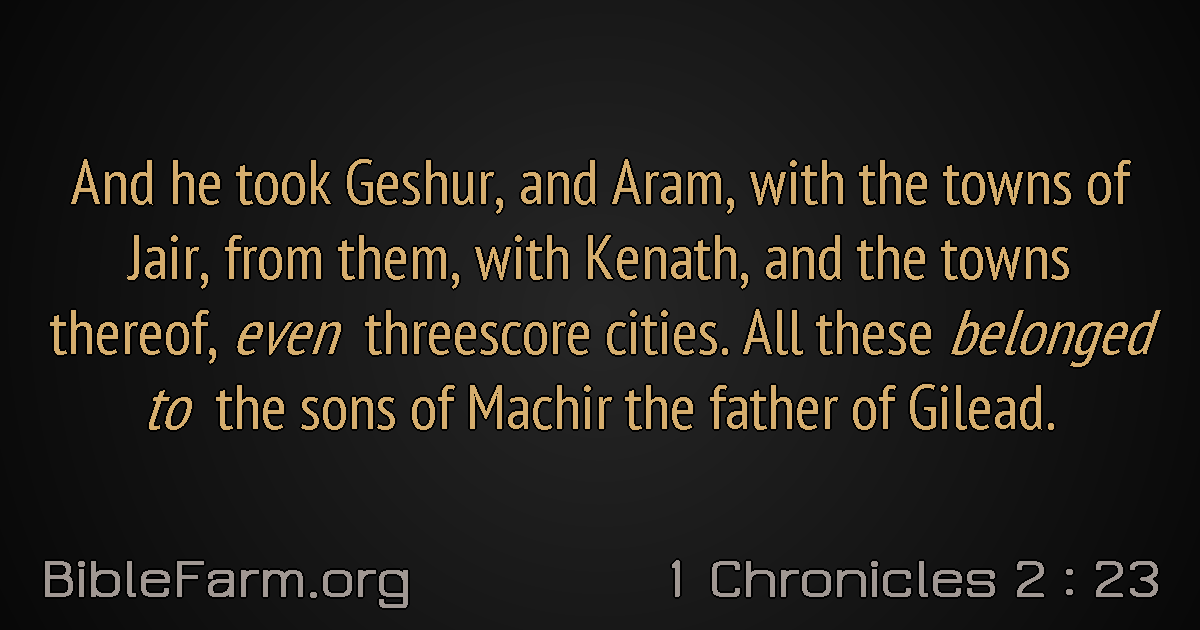 And he took Geshur, and Aram, with the towns of
Jair, from them, with Kenath, and the towns
thereof, even threescore cities. All these belonged
to the sons of Machir the father of Gilead.
BibleFarm.org
1 Chronicles 2 : 23